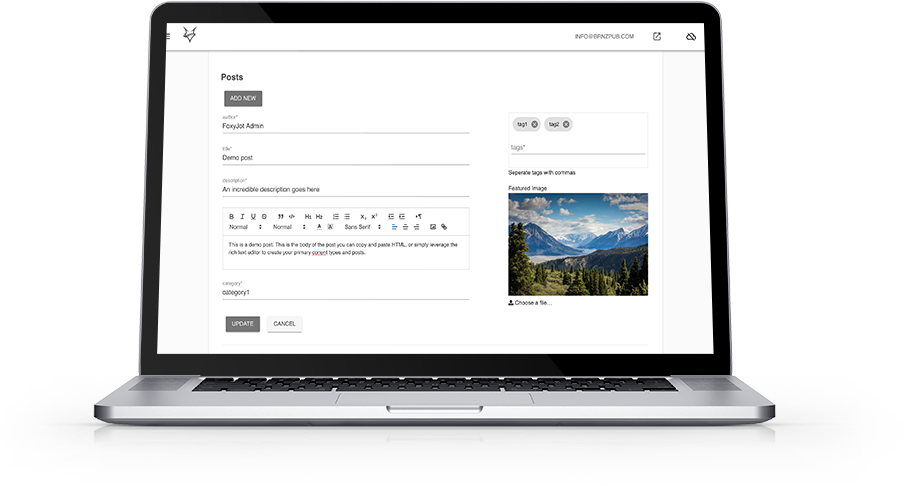 INFO@BRNZPUB.COM
Posts
ADD NEW
author*
FoxyJot Admin
title*
Demo post
description*
An incredible description goes here
B I U S ” </> H1 H2 X2 X2
Normal Normal A A Sans Serif
This is a demo post. This is the body of the post you can copy and paste HTML, or simply leverage the
rich text editor to create your primary conent types and posts.
category*
category1
UPDATE CANCEL
tag1 tag2
tags*
Seperate tags with commas
Featured Image
Choose a file...